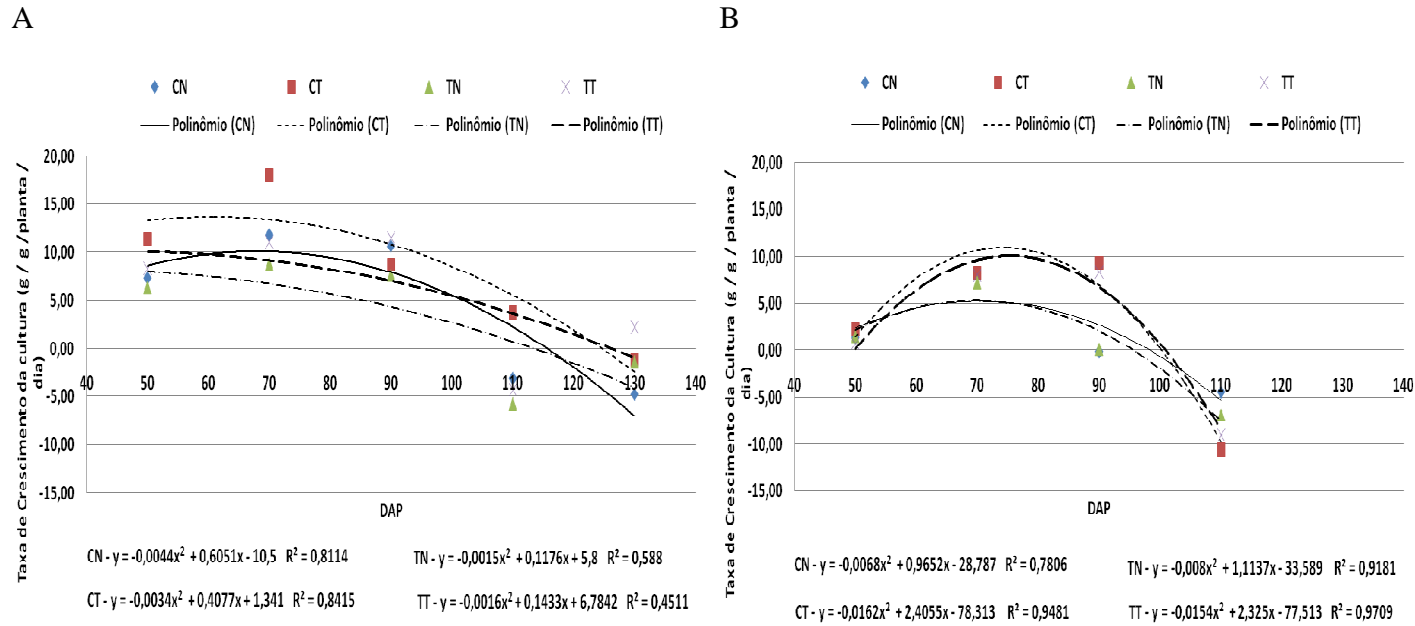 A
CN CT TN TT
Polinômio (CN) Polinômio (CT) Polinômio (TN) Polinômio (TT)
Taxa de Crescimento da cultura (g / g / planta / dia)
20,00
15,00
10,00
5,00
0,00
-5,00
-10,00
-15,00
40 50 60 70 80 90 100 110 120 130 140
DAP
CN - y = -0,0044x² + 0,6051x - 10,5 R² = 0,8114
TN - y = -0,0015x² + 0,1176x + 5,8 R² = 0,588
CT - y = -0,0034x² + 0,4077x + 1,341 R² = 0,8415
TT - y = -0,0016x² + 0,1433x + 6,7842 R² = 0,4511
B
CN CT TN TT
Polinômio (CN) Polinômio (CT) Polinômio (TN) Polinômio (TT)
Taxa de Crescimento da Cultura (g / g / planta / dia)
20,00
15,00
10,00
5,00
0,00
-5,00
-10,00
-15,00
40 50 60 70 80 90 100 110 120 130 140
DAP
CN - y = -0,0068x² + 0,9652x - 28,787 R² = 0,7806
TN - y = -0,008x² + 1,1137x - 33,589 R² = 0,9181
CT - y = -0,0162x² + 2,4055x - 78,313 R² = 0,9481
TT - y = -0,0154x² + 2,325x - 77,513 R² = 0,9709